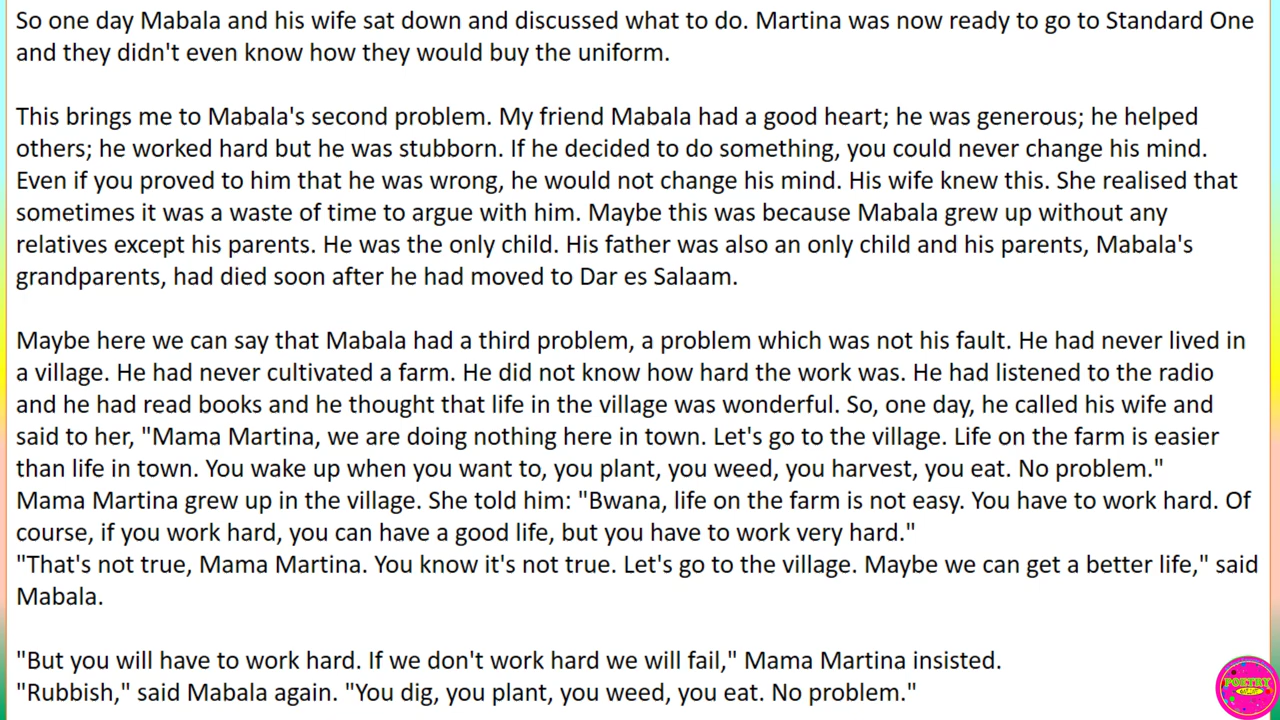 So one day Mabala and his wife sat down and discussed what to do. Martina was now ready to go to Standard One
and they didn't even know how they would buy the uniform.
This brings me to Mabala's second problem. My friend Mabala had a good heart; he was generous; he helped
others; he worked hard but he was stubborn. If he decided to do something, you could never change his mind.
Even if you proved to him that he was wrong, he would not change his mind. His wife knew this. She realised that
sometimes it was a waste of time to argue with him. Maybe this was because Mabala grew up without any
relatives except his parents. He was the only child. His father was also an only child and his parents, Mabala's
grandparents, had died soon after he had moved to Dar es Salaam.
Maybe here we can say that Mabala had a third problem, a problem which was not his fault. He had never lived in
a village. He had never cultivated a farm. He did not know how hard the work was. He had listened to the radio
and he had read books and he thought that life in the village was wonderful. So, one day, he called his wife and
said to her, "Mama Martina, we are doing nothing here in town. Let's go to the village. Life on the farm is easier
than life in town. You wake up when you want to, you plant, you weed, you harvest, you eat. No problem."
Mama Martina grew up in the village. She told him: "Bwana, life on the farm is not easy. You have to work hard. Of
course, if you work hard, you can have a good life, but you have to work very hard."
"That's not true, Mama Martina. You know it's not true. Let's go to the village. Maybe we can get a better life," said
Mabala.
"But you will have to work hard. If we don't work hard we will fail," Mama Martina insisted.
"Rubbish," said Mabala again. "You dig, you plant, you weed, you eat. No problem."
POETRY